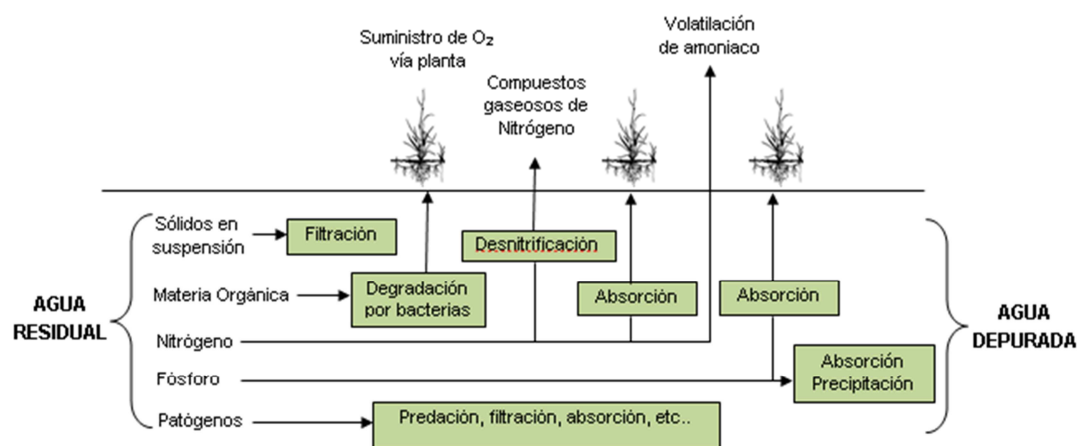 Suministro de O₂
vía planta
Compuestos
gaseosos de
Nitrógeno
Volatilación
de amoniaco
Sólidos en
suspensión
Filtración
Desnitrificación
Materia Orgánica
Degradación
por bacterias
Absorción
Absorción
AGUA
RESIDUAL
Nitrógeno
AGUA
DEPURADA
Fósforo
Absorción
Precipitación
Patógenos
Predación, filtración, absorción, etc..